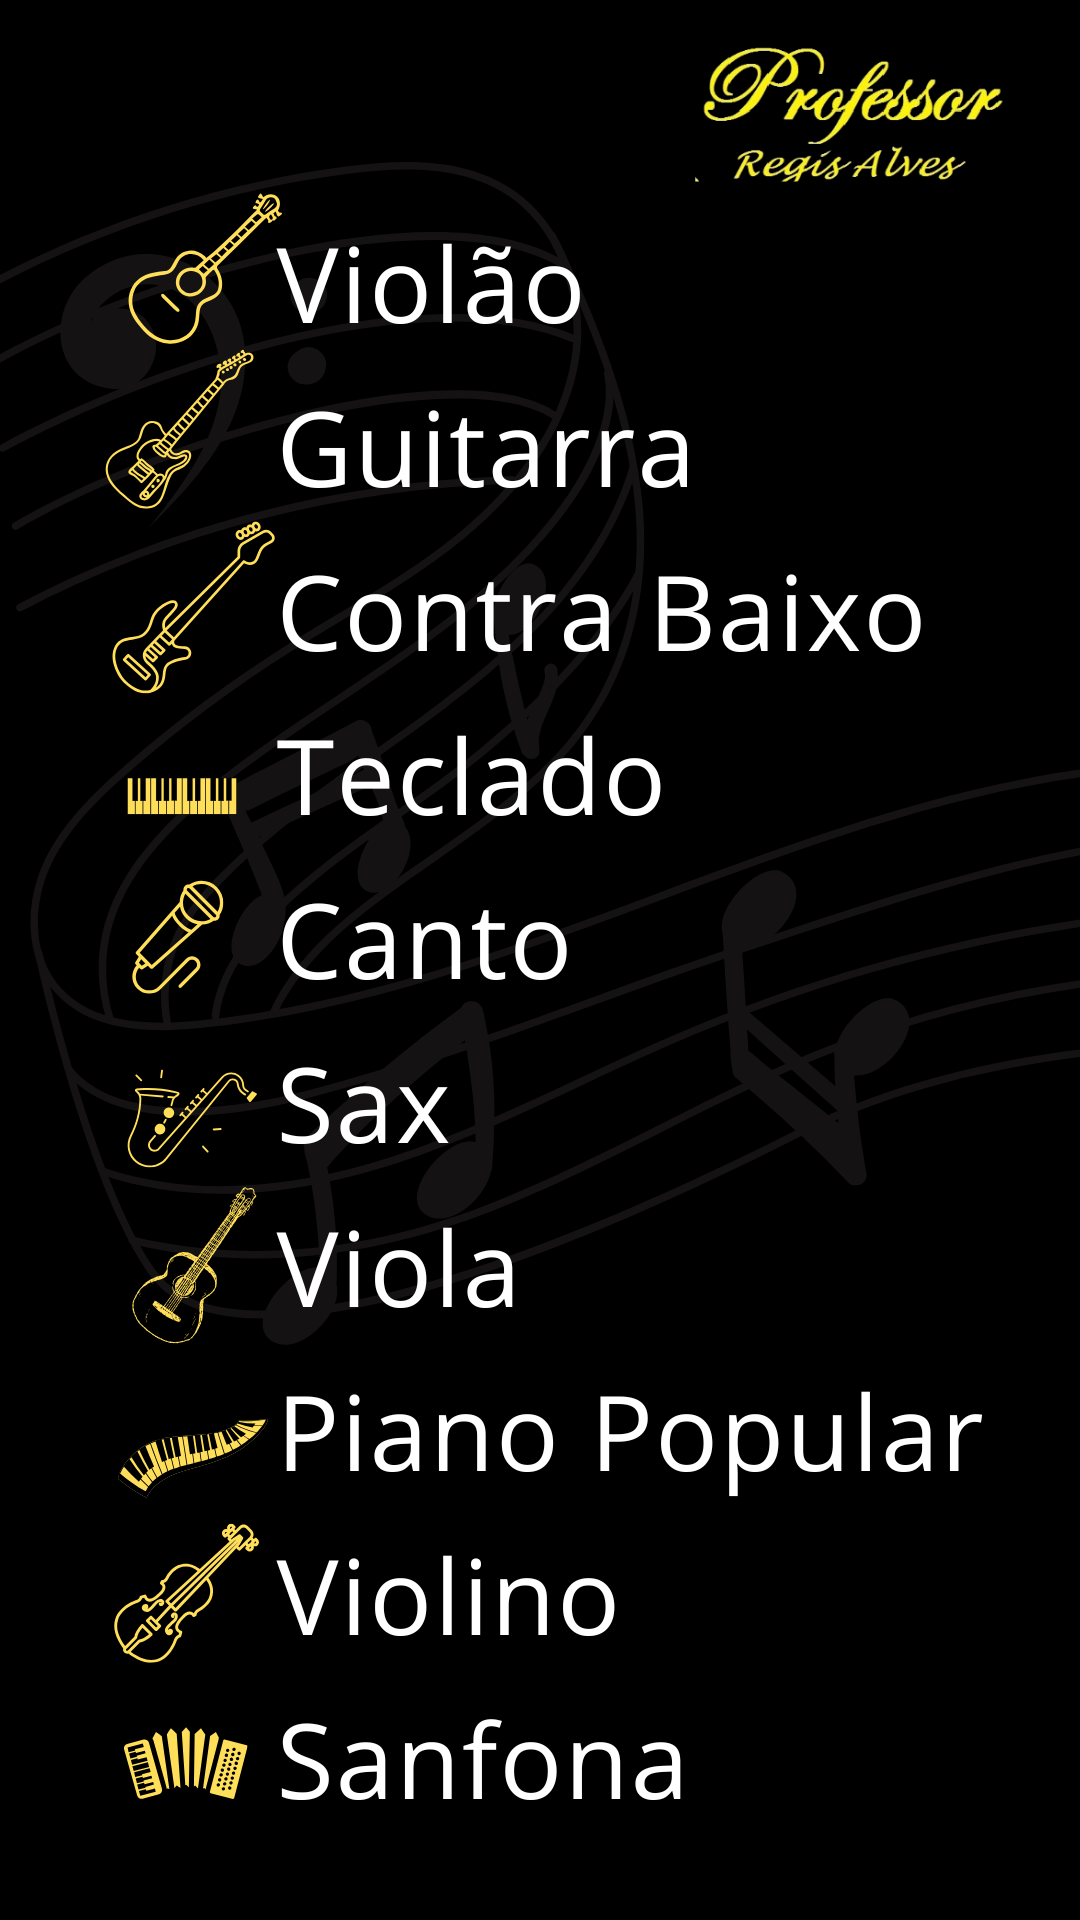 Professor
Regis Alves
Violão
Guitarra
Contra Baixo
Teclado
Canto
Sax
Viola
Piano Popular
Violino
Sanfona